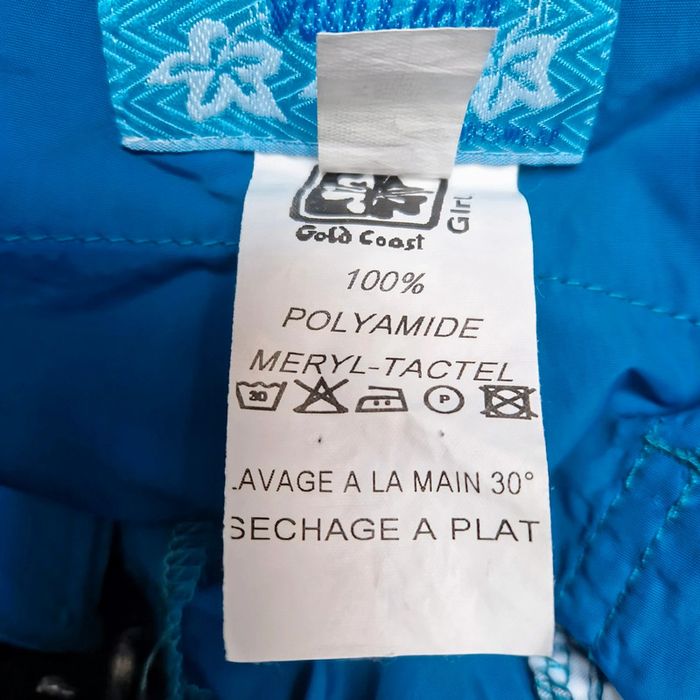 Gold Coast
Girl
100%
POLYAMIDE
MERYL-TACTEL
30
P
LAVAGE A LA MAIN 30°
SECHAGE A PLAT